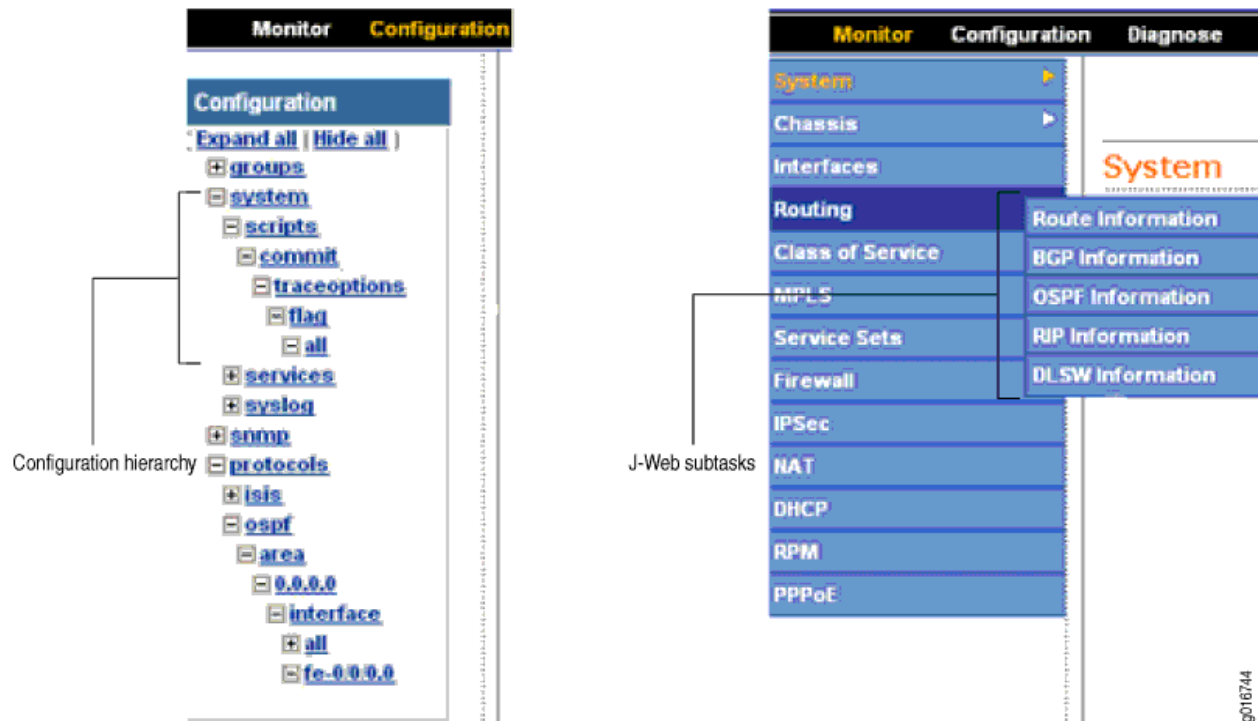 Monitor Configuration
Configuration
Expand all | Hide all )
groups
system
scripts
commit
traceoptions
flag
all
services
syslog
snmp
Configuration hierarchy
protocols
isis
ospf
area
0.0.0.0
interface
all
fe-0/0/0.0
Monitor Configuration Diagnose
System
Chassis
Interfaces
Routing
Class of Service
MPLS
Service Sets
Firewall
IPSec
J-Web subtasks
NAT
DHCP
RPM
PPPoE
System
Route Information
BGP Information
OSPF Information
RIP Information
DLSW Information
g016744